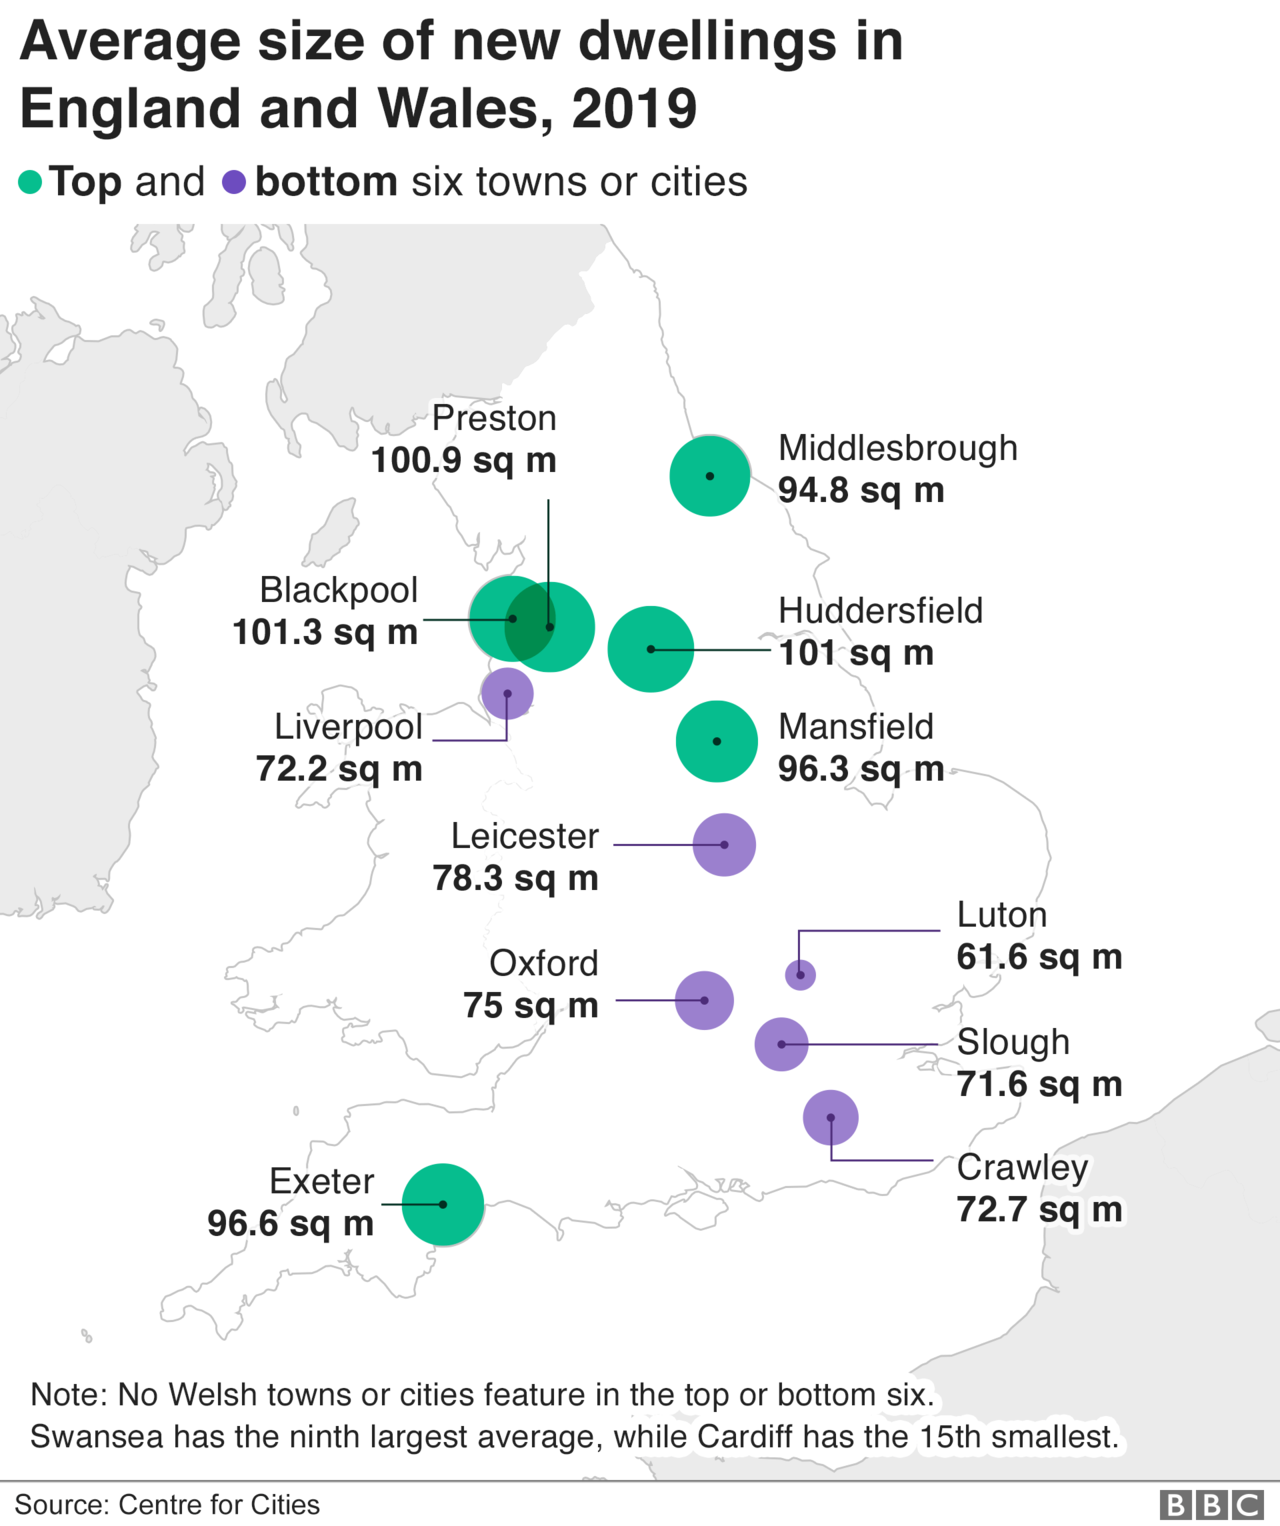 Average size of new dwellings in
England and Wales, 2019
Top and bottom six towns or cities
Preston
100.9 sq m
Middlesbrough
94.8 sq m
Blackpool
101.3 sq m
Huddersfield
101 sq m
Liverpool
72.2 sq m
Mansfield
96.3 sq m
Leicester
78.3 sq m
Luton
61.6 sq m
Oxford
75 sq m
Slough
71.6 sq m
Crawley
72.7 sq m
Exeter
96.6 sq m
Note: No Welsh towns or cities feature in the top or bottom six.
Swansea has the ninth largest average, while Cardiff has the 15th smallest.
Source: Centre for Cities
BBC